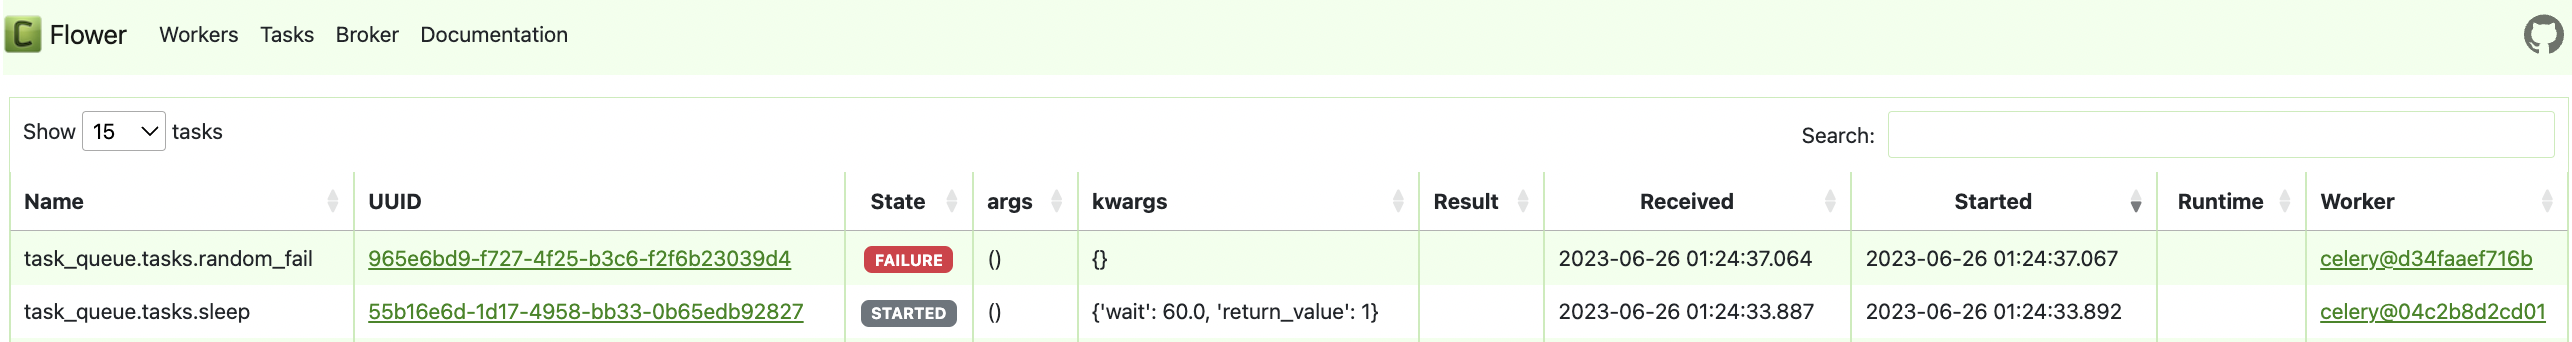 C Flower Workers Tasks Broker Documentation
Show 15 tasks Search:
Name UUID State args kwargs Result Received Started Runtime Worker
task_queue.tasks.random_fail 965e6bd9-f727-4f25-b3c6-f2f6b23039d4 FAILURE () {} 2023-06-26 01:24:37.064 2023-06-26 01:24:37.067 celery@d34faaef716b
task_queue.tasks.sleep 55b16e6d-1d17-4958-bb33-0b65edb92827 STARTED () {'wait': 60.0, 'return_value': 1} 2023-06-26 01:24:33.887 2023-06-26 01:24:33.892 celery@04c2b8d2cd01